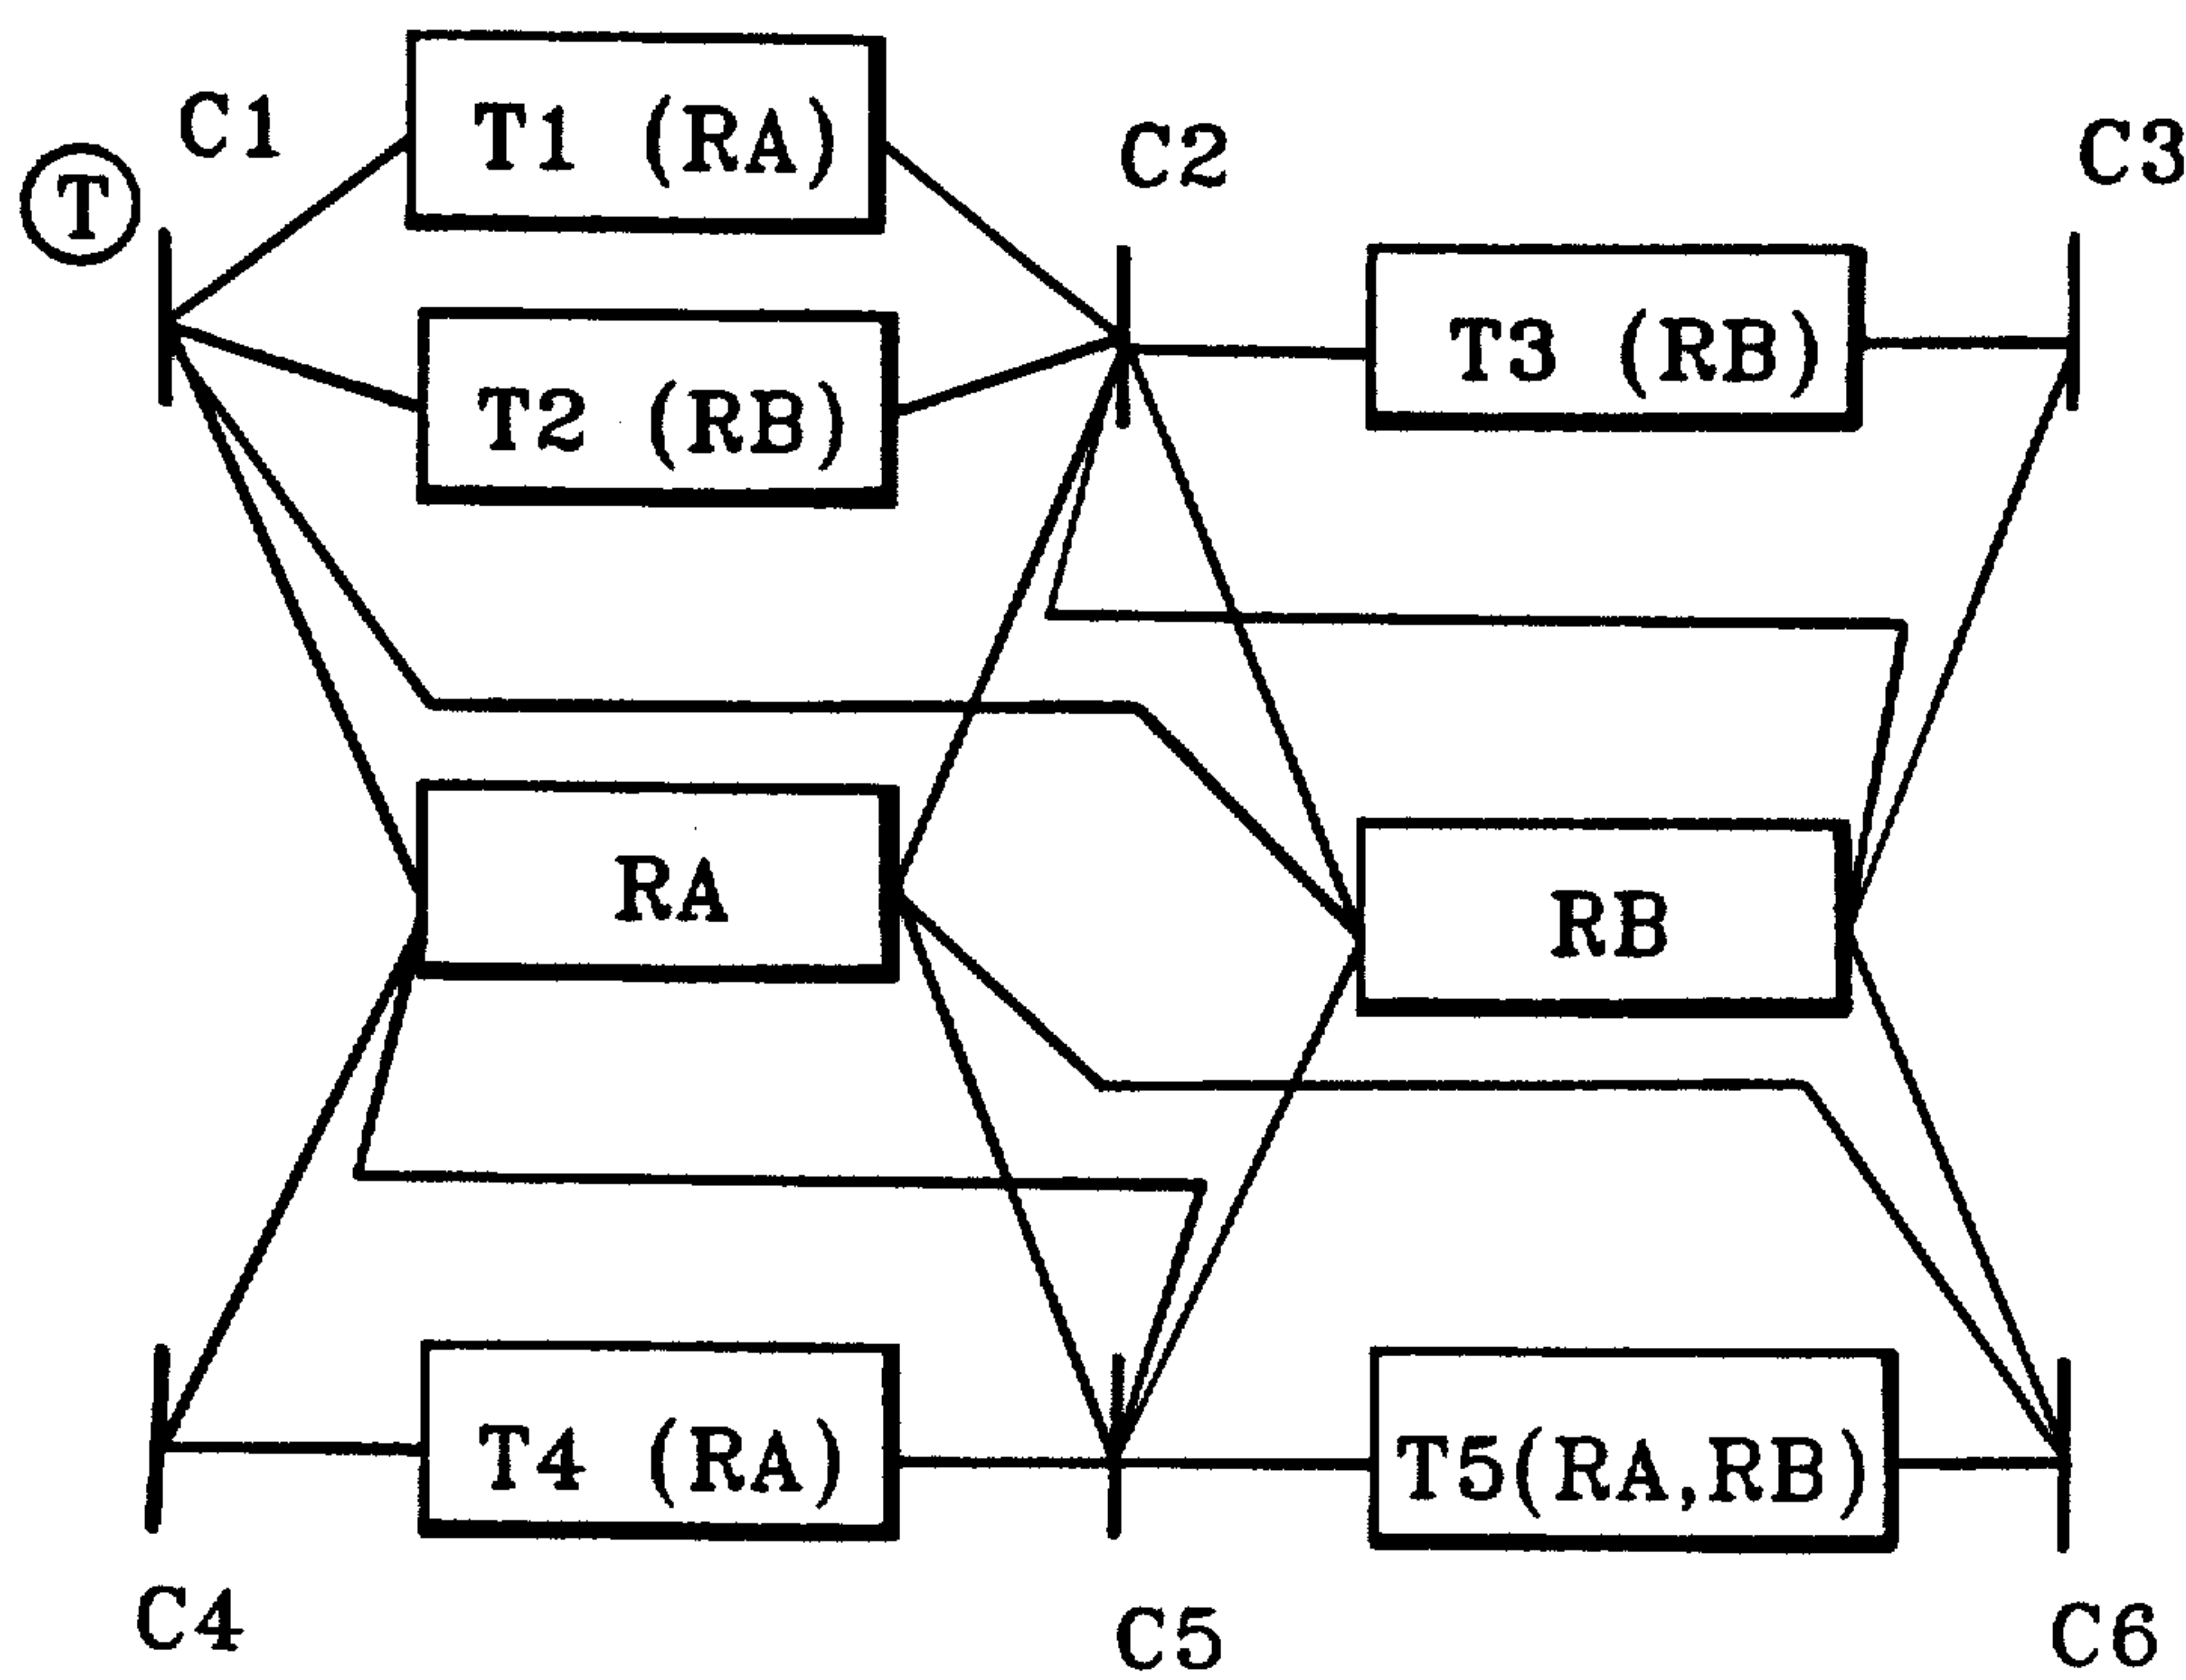 C1
T1 (RA)
C2
C3
T
T2 (RB)
T3 (RB)
RA
RB
T4 (RA)
T5(RA,RB)
C4
C5
C6